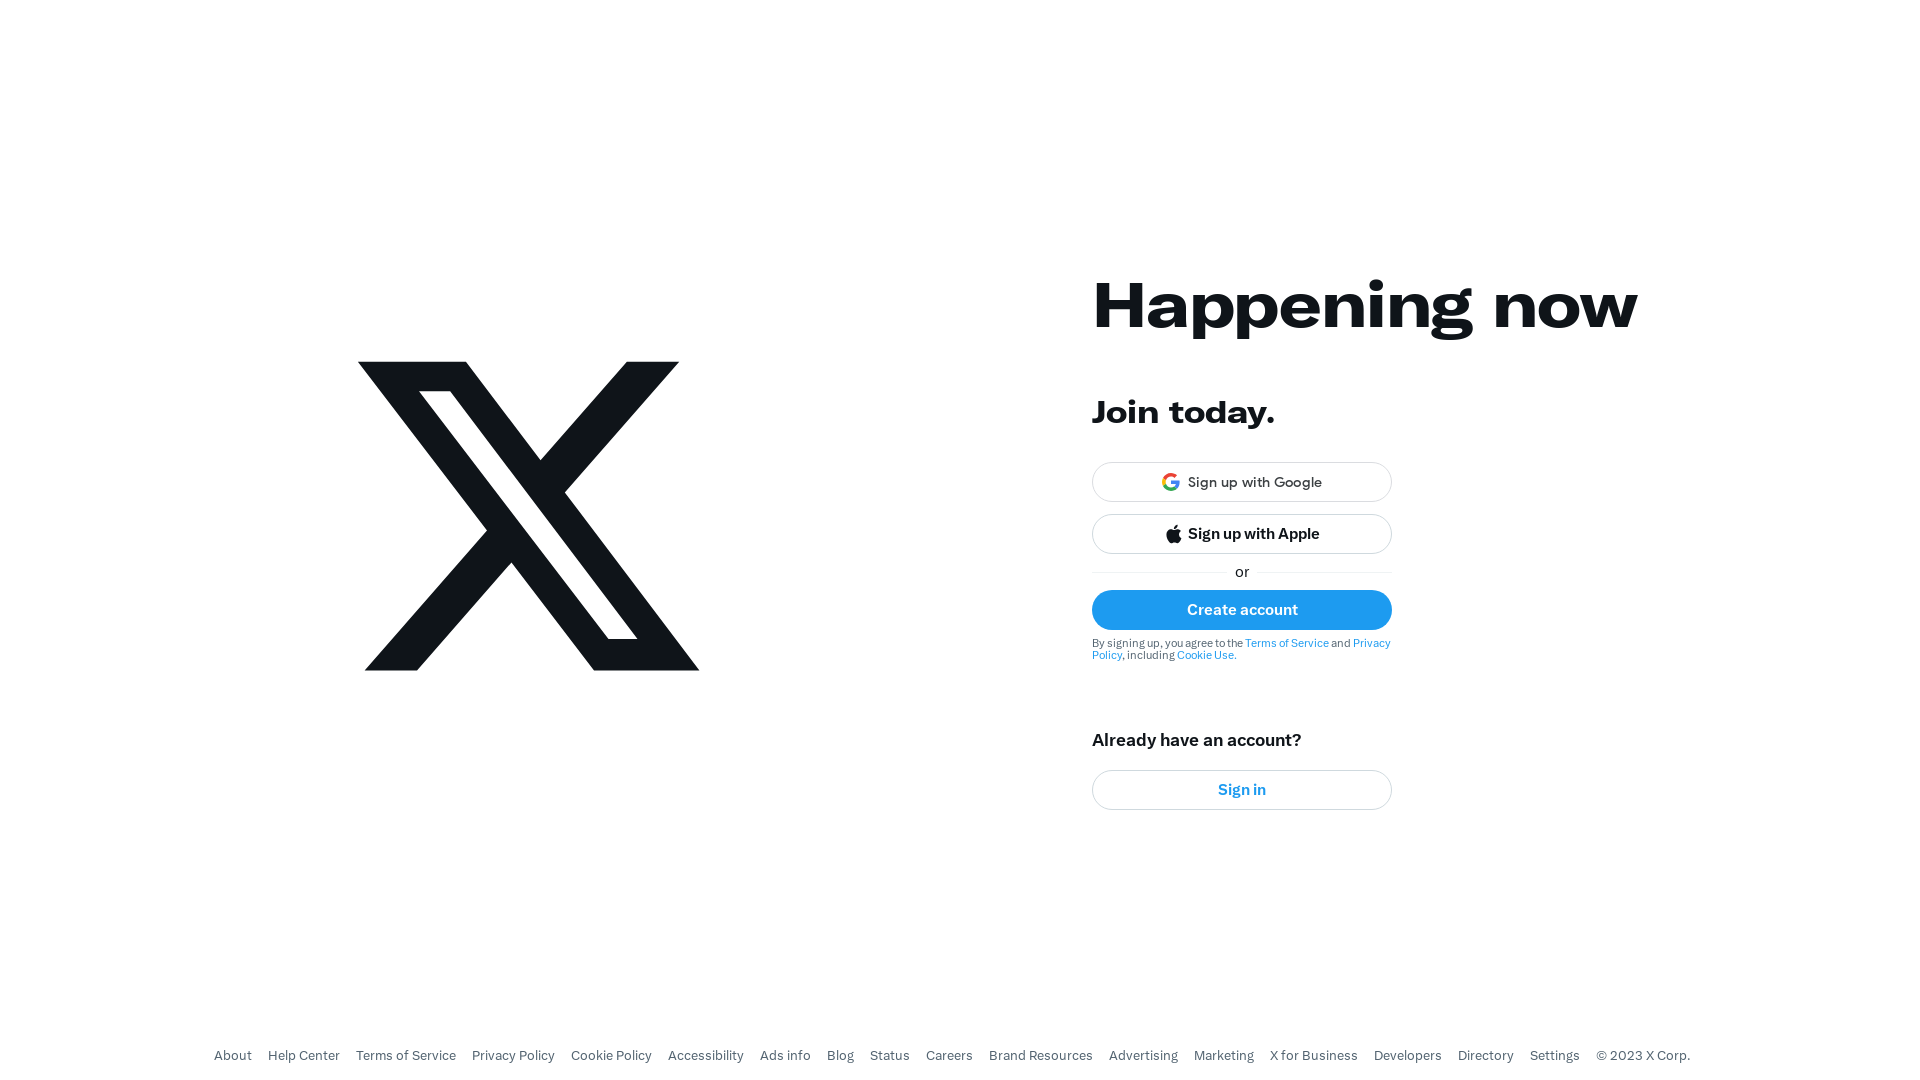 Happening now
Join today.
Sign up with Google
Sign up with Apple
or
Create account
By signing up, you agree to the Terms of Service and Privacy
Policy, including Cookie Use.
Already have an account?
Sign in
About Help Center Terms of Service Privacy Policy Cookie Policy Accessibility Ads info Blog Status Careers Brand Resources Advertising Marketing X for Business Developers Directory Settings © 2023 X Corp.